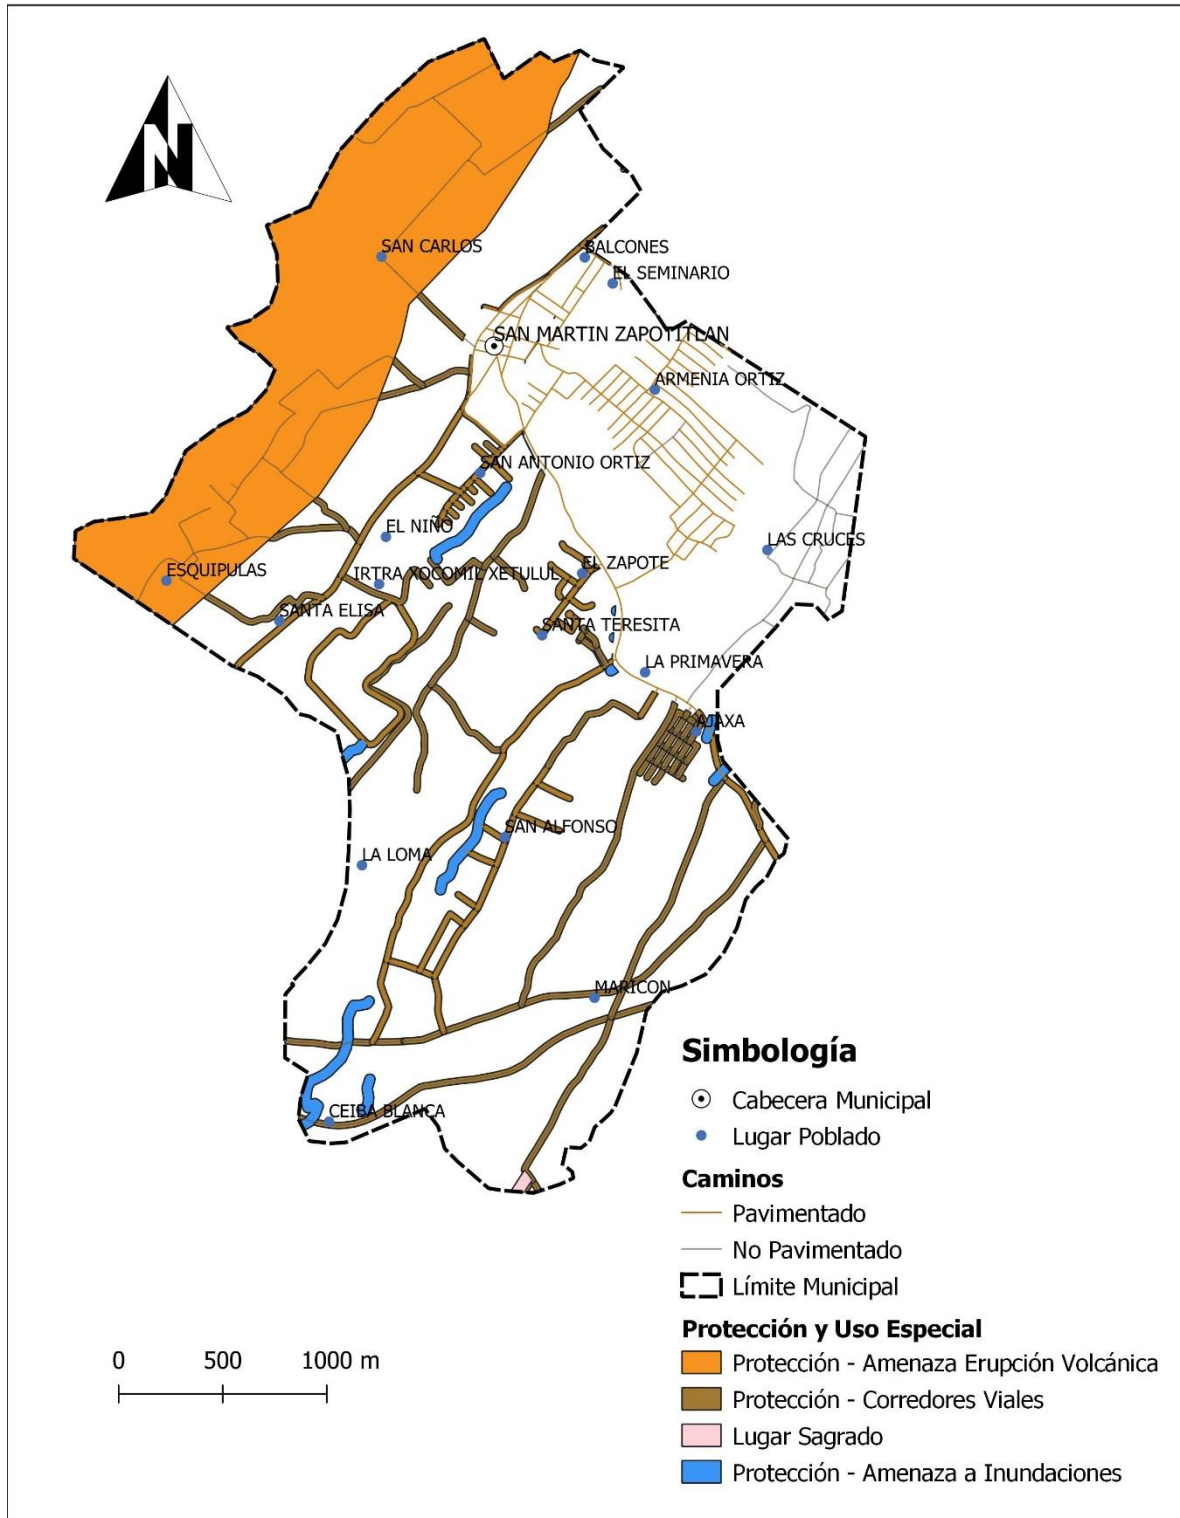 N
SAN CARLOS
BALCONES
EL SEMINARIO
SAN MARTIN ZAPOTITLAN
ARMENIA ORTIZ
SAN ANTONIO ORTIZ
EL NIÑO
LAS CRUCES
ESQUIPULAS
IRTRA XOCOMIL XETULUL
EL ZAPOTE
SANTA ELISA
SANTA TERESITA
LA PRIMAVERA
AJAXA
SAN ALFONSO
LA LOMA
MARICON
CEIBA BLANCA
Simbología
Cabecera Municipal
Lugar Poblado
Caminos
Pavimentado
No Pavimentado
Límite Municipal
Protección y Uso Especial
Protección - Amenaza Erupción Volcánica
Protección - Corredores Viales
Lugar Sagrado
Protección - Amenaza a Inundaciones
0 500 1000 m